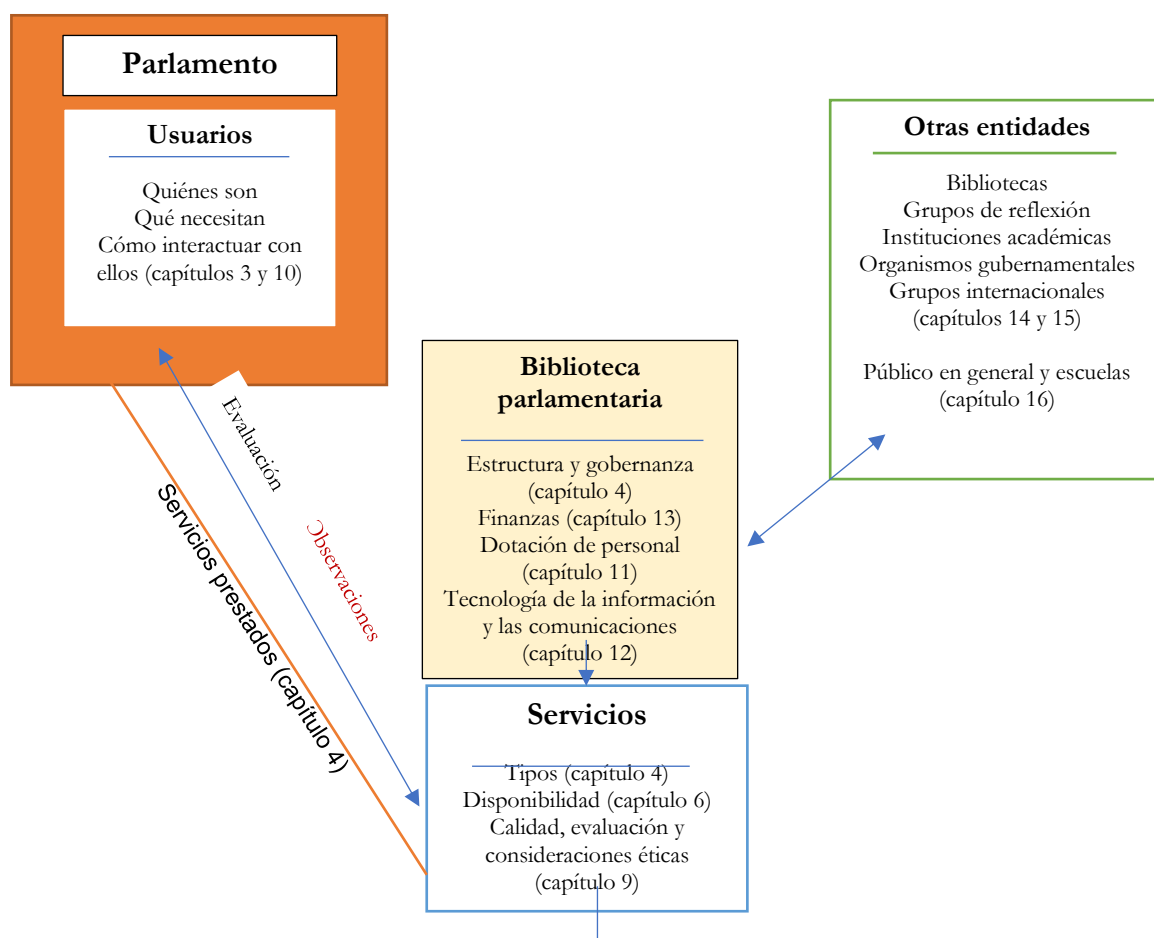 Parlamento
Usuarios
Quiénes son
Qué necesitan
Cómo interactuar con
ellos (capítulos 3 y 10)
Otras entidades
Bibliotecas
Grupos de reflexión
Instituciones académicas
Organismos gubernamentales
Grupos internacionales
(capítulos 14 y 15)
Público en general y escuelas
(capítulo 16)
Evaluación
Observaciones
Servicios prestados (capítulo 4)
Biblioteca
parlamentaria
Estructura y gobernanza
(capítulo 4)
Finanzas (capítulo 13)
Dotación de personal
(capítulo 11)
Tecnología de la información
y las comunicaciones
(capítulo 12)
Servicios
Tipos (capítulo 4)
Disponibilidad (capítulo 6)
Calidad, evaluación y
consideraciones éticas
(capítulo 9)